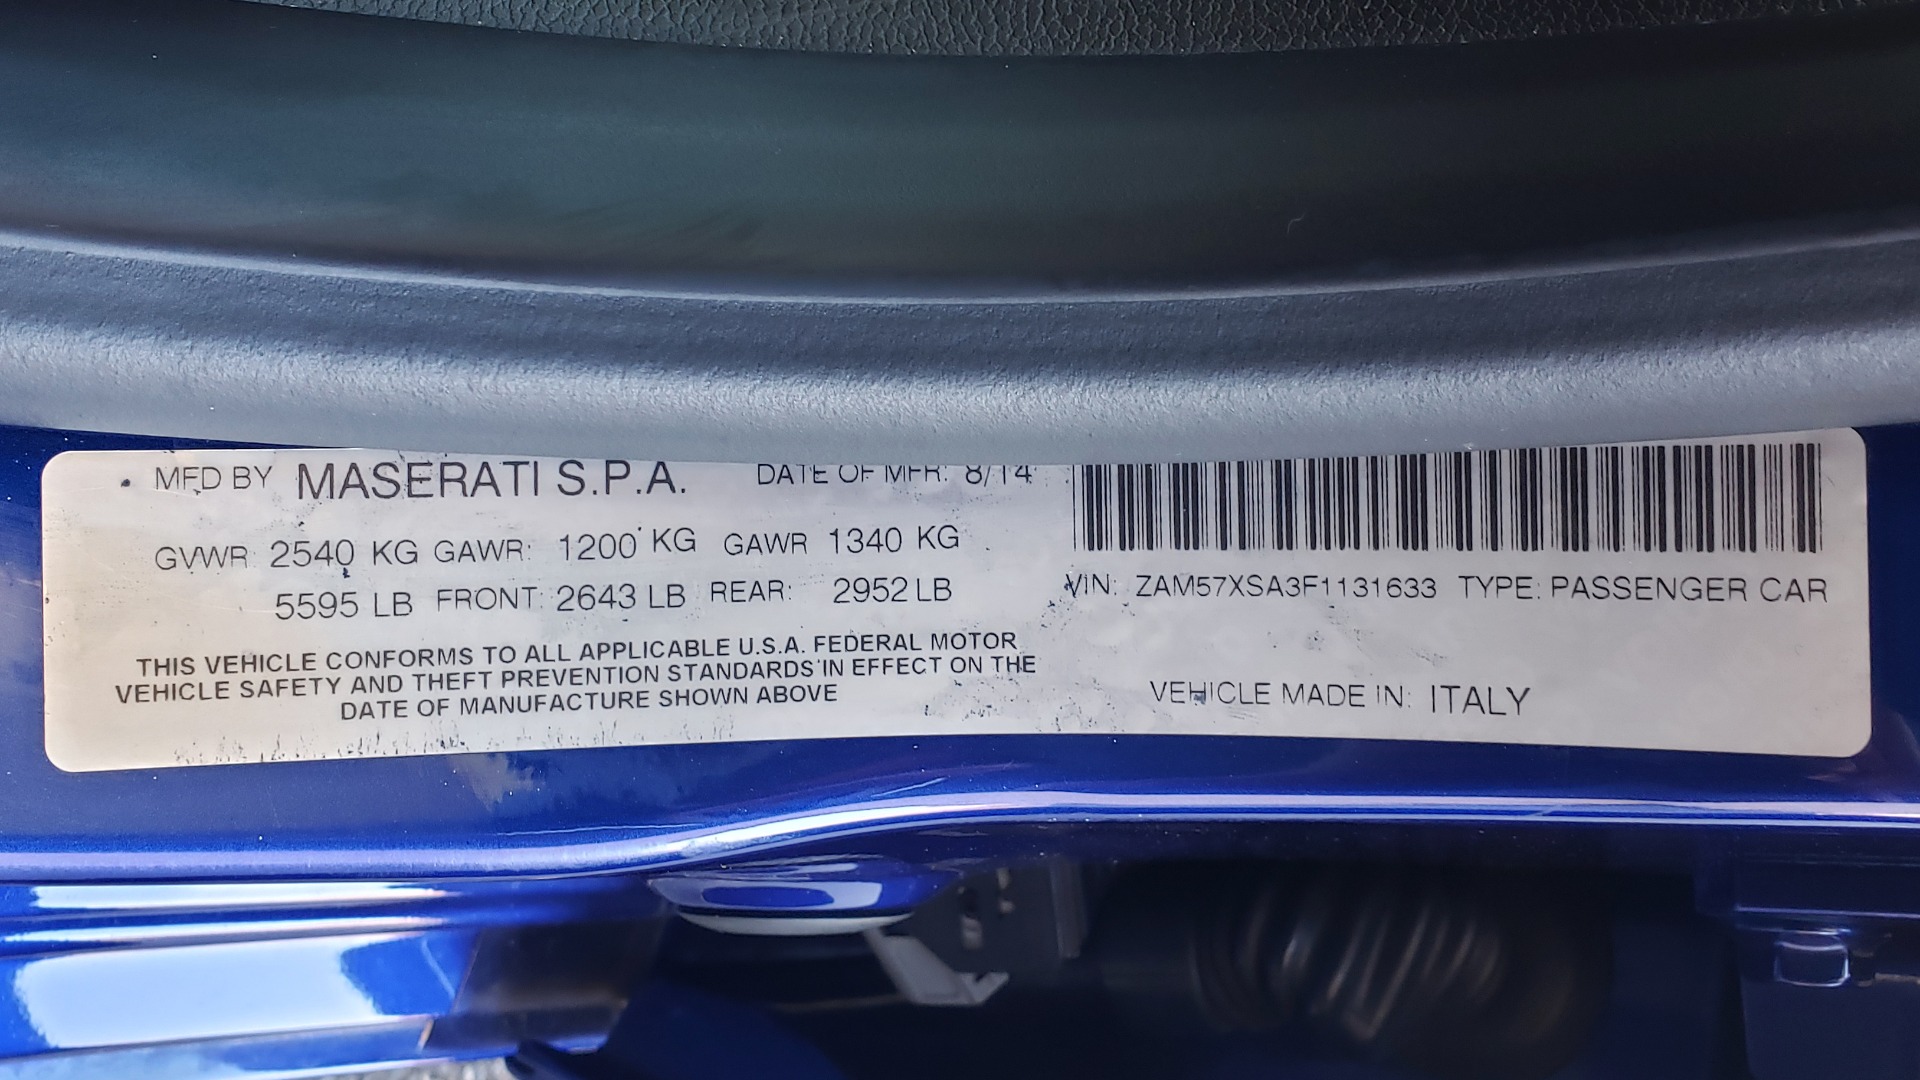 MFD BY MASERATI S.P.A. DATE OF MFR: 8/14
GVWR 2540 KG GAWR: 1200 KG GAWR 1340 KG
5595 LB FRONT: 2643 LB REAR: 2952 LB
THIS VEHICLE CONFORMS TO ALL APPLICABLE U.S.A. FEDERAL MOTOR
VEHICLE SAFETY AND THEFT PREVENTION STANDARDS IN EFFECT ON THE
DATE OF MANUFACTURE SHOWN ABOVE
VIN: ZAM57XSA3F1131633 TYPE: PASSENGER CAR
VEHICLE MADE IN: ITALY